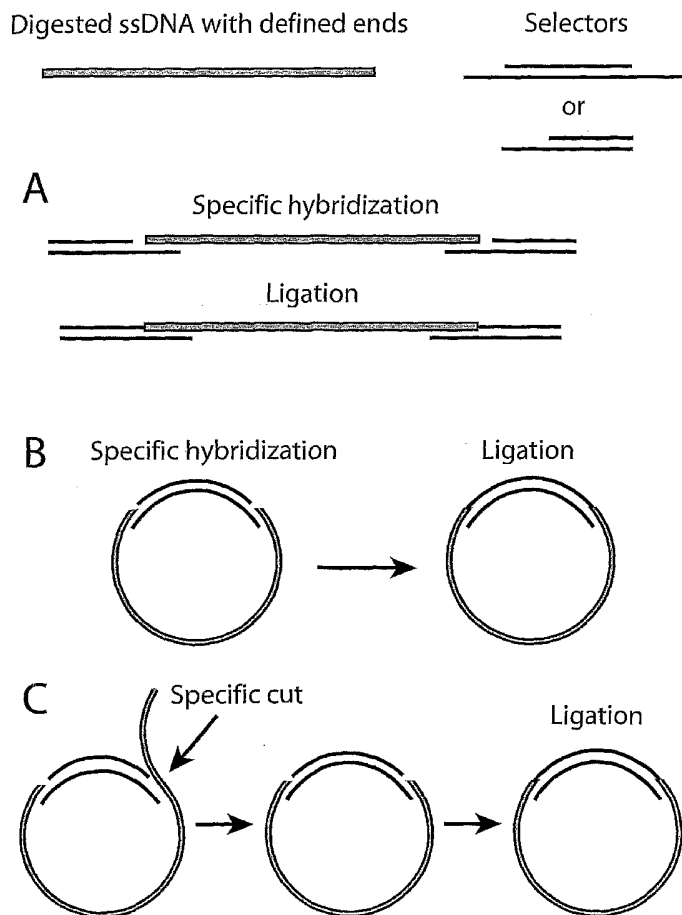 Digested ssDNA with defined ends
Selectors
or
A
Specific hybridization
Ligation
B
Specific hybridization
Ligation
C
Specific cut
Ligation